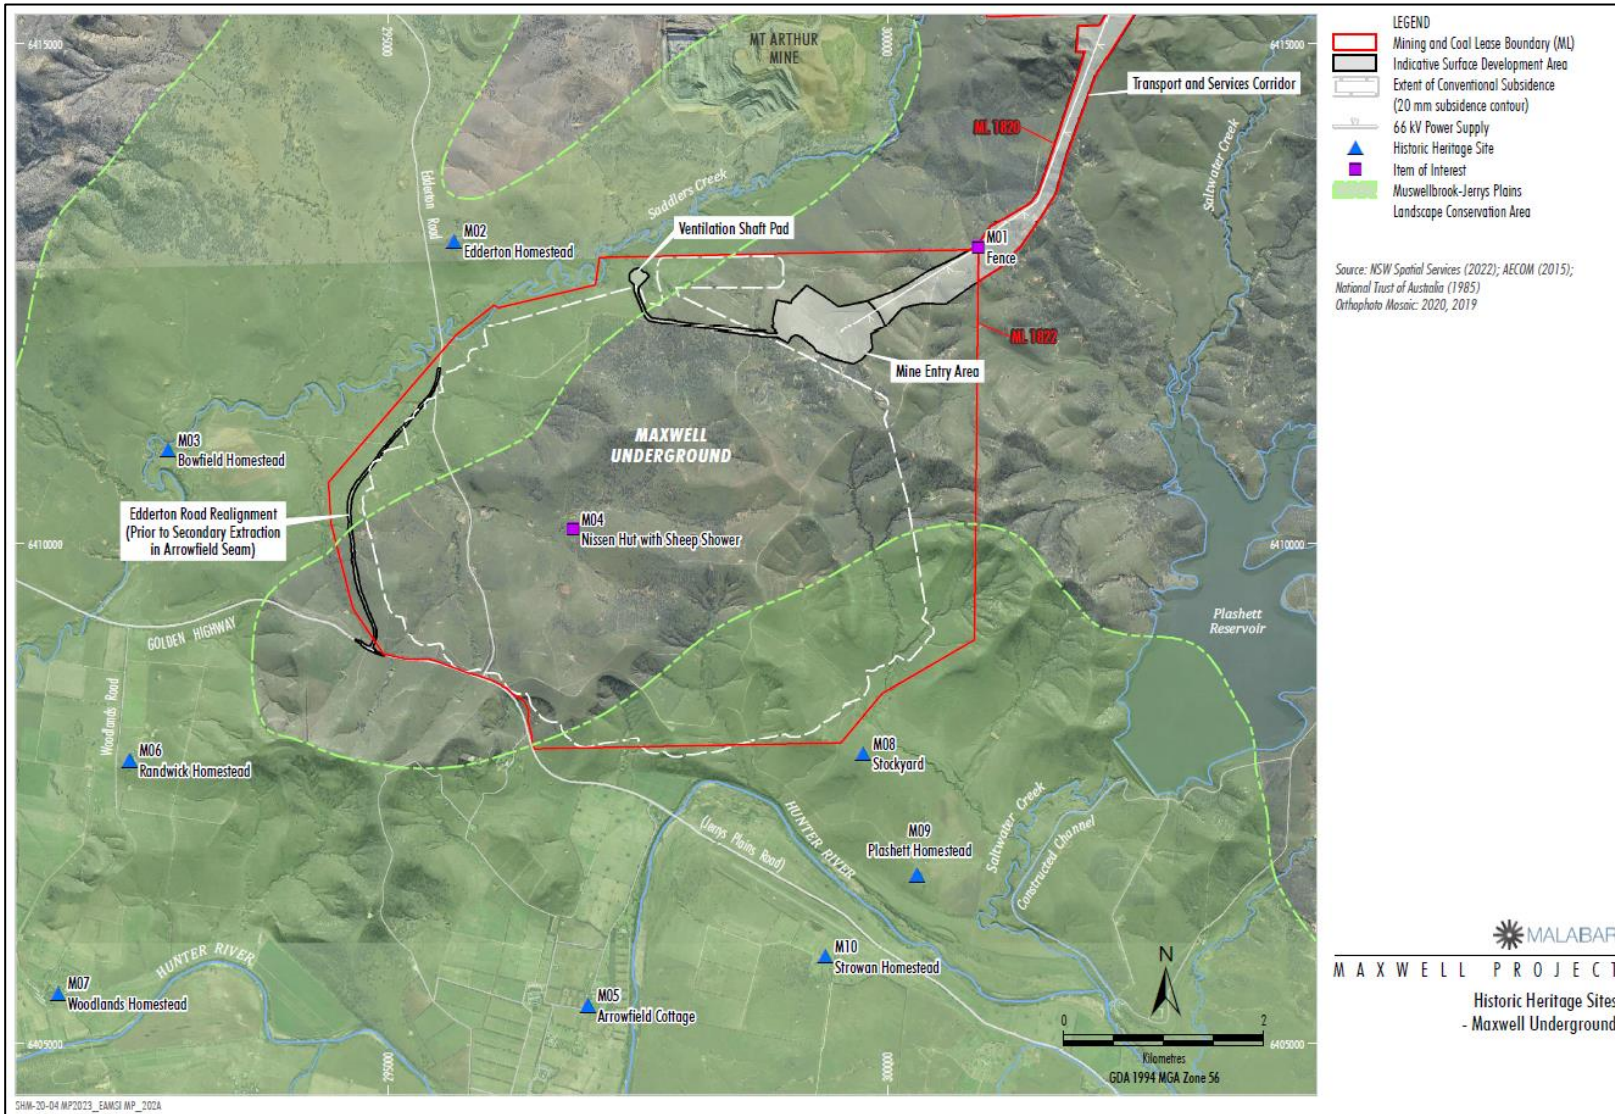 LEGEND
Mining and Coal Lease Boundary (ML)
Indicative Surface Development Area
Extent of Conventional Subsidence
(20 mm subsidence contour)
66 kV Power Supply
Historic Heritage Site
Item of Interest
Muswellbrook-Jerrys Plains
Landscape Conservation Area
Source: NSW Spatial Services (2022); AECOM (2015);
National Trust of Australia (1985)
Orthophoto Mosaic: 2020, 2019
6415000
295000
300000
6415000
MT ARTHUR
MINE
Transport and Services Corridor
ML 1820
Saltwater Creek
Edderton Road
Saddlers Creek
M02
Edderton Homestead
Ventilation Shaft Pad
M01
Fence
ML 1822
Mine Entry Area
MAXWELL
UNDERGROUND
M03
Bowfield Homestead
Edderton Road Realignment
(Prior to Secondary Extraction
in Arrowfield Seam)
M04
Nissen Hut with Sheep Shower
6410000
6410000
Plashett
Reservoir
GOLDEN HIGHWAY
Woodlands Road
M06
Randwick Homestead
M08
Stockyard
HUNTER RIVER
(Jerrys Plains Road)
M09
Plashett Homestead
Saltwater Creek
Constructed Channel
M10
Strowan Homestead
HUNTER RIVER
M07
Woodlands Homestead
M05
Arrowfield Cottage
N
0 2
Kilometres
GDA 1994 MGA Zone 56
6405000
6405000
295000
300000
MALABAR
MAXWELL PROJECT
Historic Heritage Sites
- Maxwell Underground
SHM-20-04 MP2023_EAMSI MP_202A